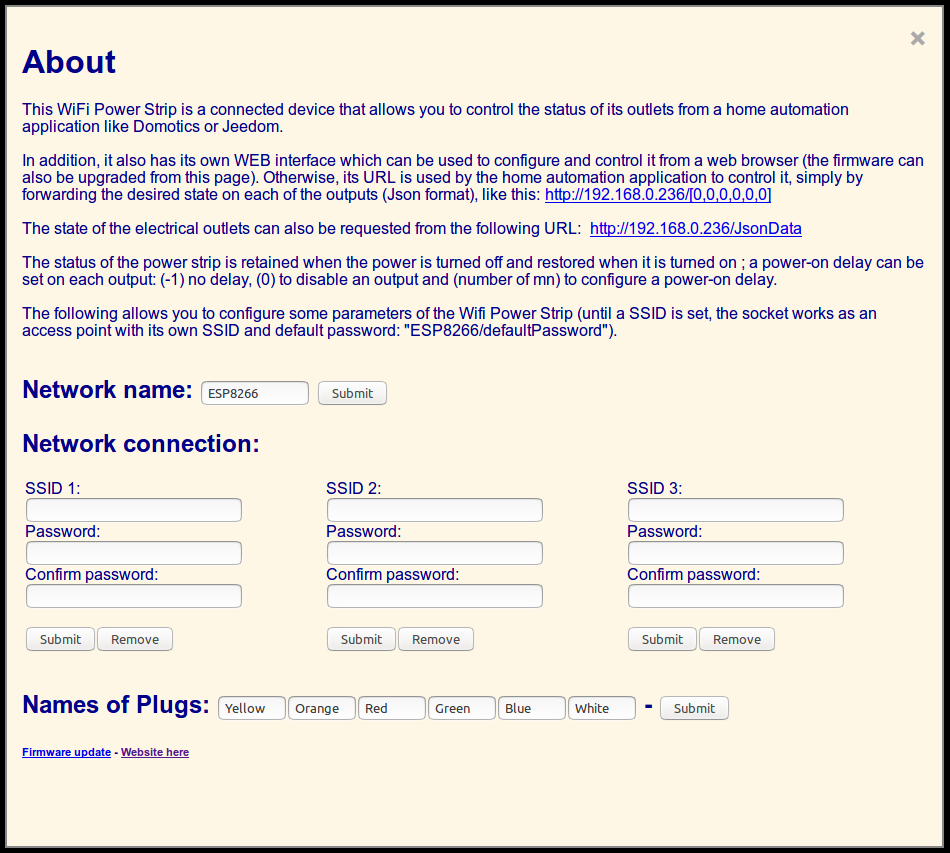 ×
About
This WiFi Power Strip is a connected device that allows you to control the status of its outlets from a home automation
application like Domotics or Jeedom.
In addition, it also has its own WEB interface which can be used to configure and control it from a web browser (the firmware can
also be upgraded from this page). Otherwise, its URL is used by the home automation application to control it, simply by
forwarding the desired state on each of the outputs (Json format), like this: http://192.168.0.236/[0,0,0,0,0,0]
The state of the electrical outlets can also be requested from the following URL: http://192.168.0.236/JsonData
The status of the power strip is retained when the power is turned off and restored when it is turned on ; a power-on delay can be
set on each output: (-1) no delay, (0) to disable an output and (number of mn) to configure a power-on delay.
The following allows you to configure some parameters of the Wifi Power Strip (until a SSID is set, the socket works as an
access point with its own SSID and default password: "ESP8266/defaultPassword").
Network name: ESP8266 Submit
Network connection:
SSID 1: SSID 2: SSID 3:
Password: Password: Password:
Confirm password: Confirm password: Confirm password:
Submit Remove Submit Remove Submit Remove
Names of Plugs: Yellow Orange Red Green Blue White - Submit
Firmware update - Website here